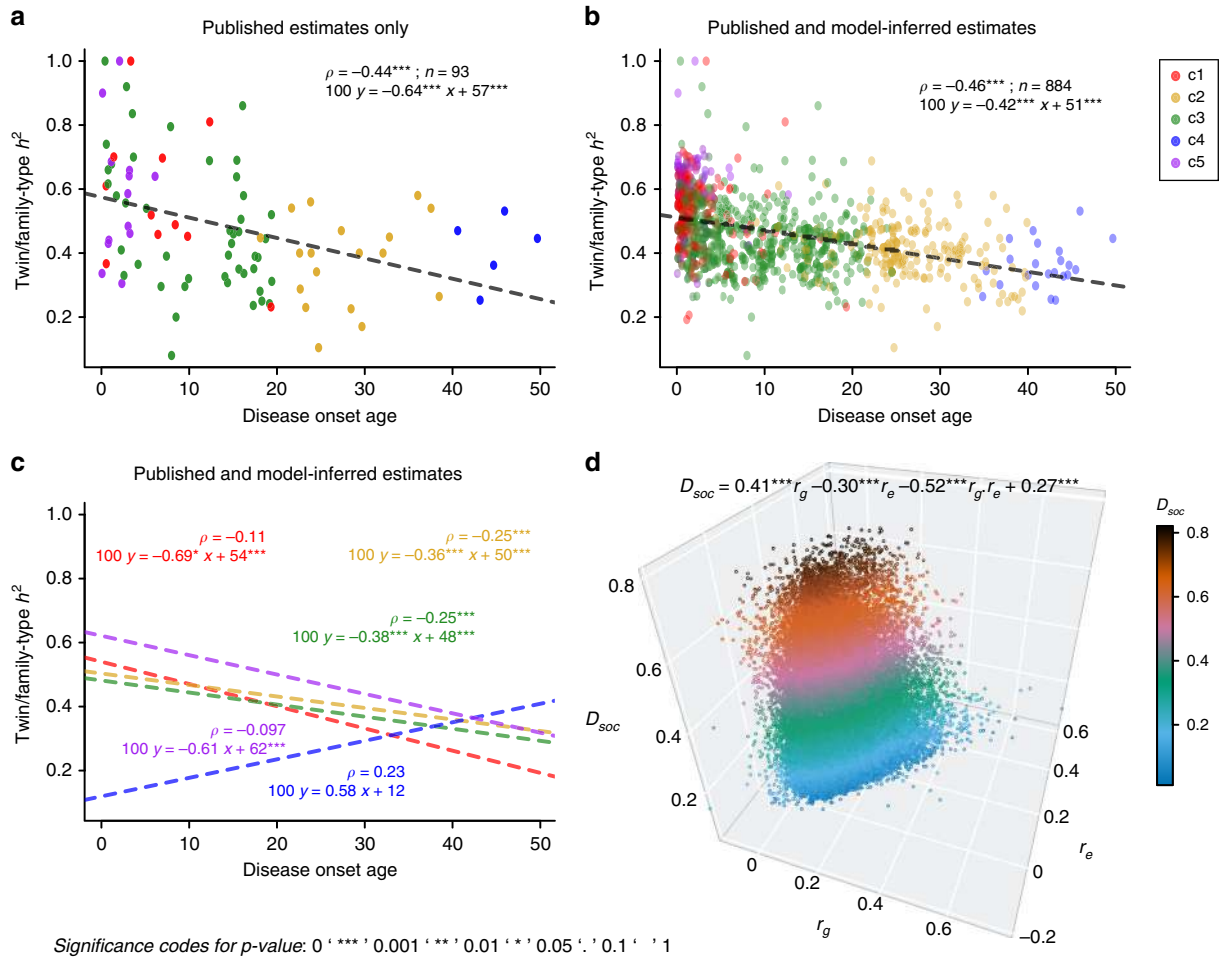 a
Published estimates only
ρ = −0.44*** ; n = 93
100 y = −0.64*** x + 57***
Twin/family-type h²
1.0
0.8
0.6
0.4
0.2
0 10 20 30 40 50
Disease onset age
b
Published and model-inferred estimates
ρ = −0.46*** ; n = 884
100 y = −0.42*** x + 51***
Twin/family-type h²
1.0
0.8
0.6
0.4
0.2
0 10 20 30 40 50
Disease onset age
c1
c2
c3
c4
c5
c
Published and model-inferred estimates
ρ = −0.11
100 y = −0.69* x + 54***
ρ = −0.25***
100 y = −0.36*** x + 50***
ρ = −0.25***
100 y = −0.38*** x + 48***
ρ = −0.097
100 y = −0.61 x + 62***
ρ = 0.23
100 y = 0.58 x + 12
Twin/family-type h²
1.0
0.8
0.6
0.4
0.2
0 10 20 30 40 50
Disease onset age
d
D_soc = 0.41***r_g −0.30***r_e −0.52***r_g.r_e + 0.27***
D_soc
0.8
0.6
0.4
0.2
D_soc
0.8
0.6
0.4
0.2
0
0.2
0.4
0.6
r_g
0.6
0.4
0.2
0
−0.2
r_e
Significance codes for p-value: 0 ‘ *** ’ 0.001 ‘ ** ’ 0.01 ‘ * ’ 0.05 ‘. ’ 0.1 ‘ ’ 1